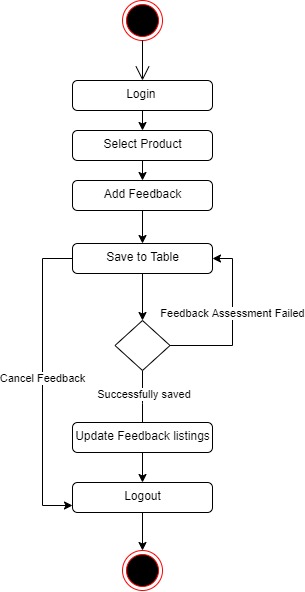 Login
Select Product
Add Feedback
Save to Table
Feedback Assessment Failed
Cancel Feedback
Successfully saved
Update Feedback listings
Logout